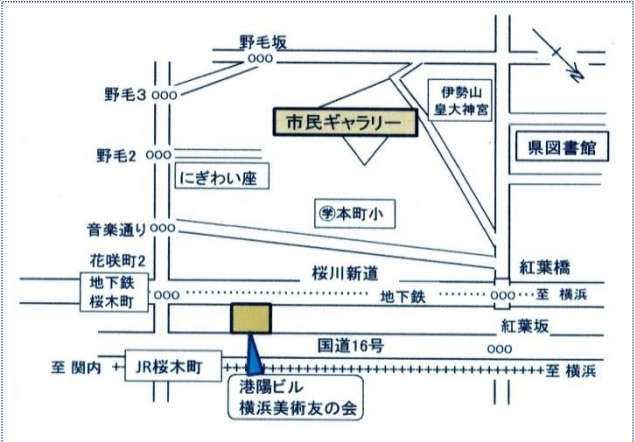 野毛坂
野毛3
伊勢山
皇大神宮
N
市民ギャラリー
県図書館
野毛2
にぎわい座
㊫本町小
音楽通り
花咲町2
桜川新道
紅葉橋
地下鉄
桜木町
地下鉄
至 横浜
紅葉坂
国道16号
至 関内
JR桜木町
至 横浜
港陽ビル
横浜美術友の会